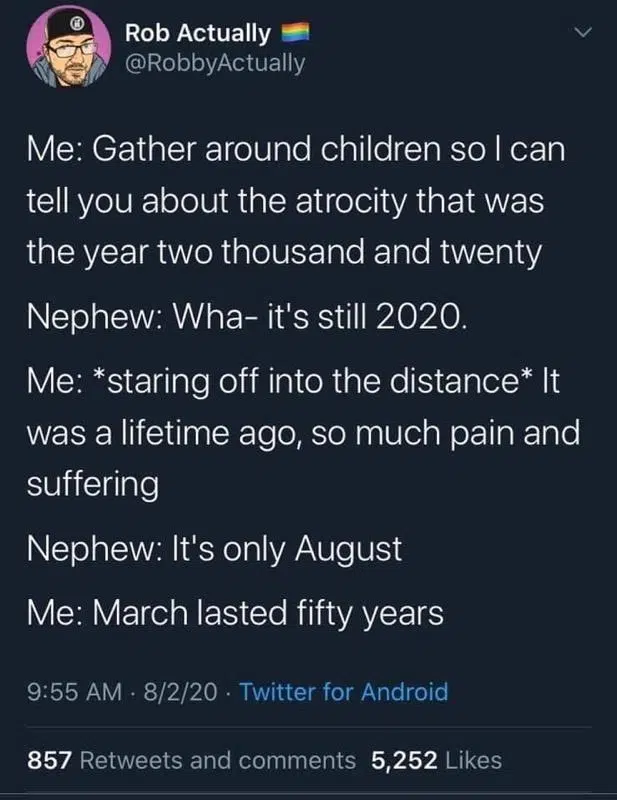 Rob Actually 🏳️‍🌈
@RobbyActually
Me: Gather around children so I can
tell you about the atrocity that was
the year two thousand and twenty
Nephew: Wha- it's still 2020.
Me: *staring off into the distance* It
was a lifetime ago, so much pain and
suffering
Nephew: It's only August
Me: March lasted fifty years
9:55 AM · 8/2/20 · Twitter for Android
857 Retweets and comments 5,252 Likes